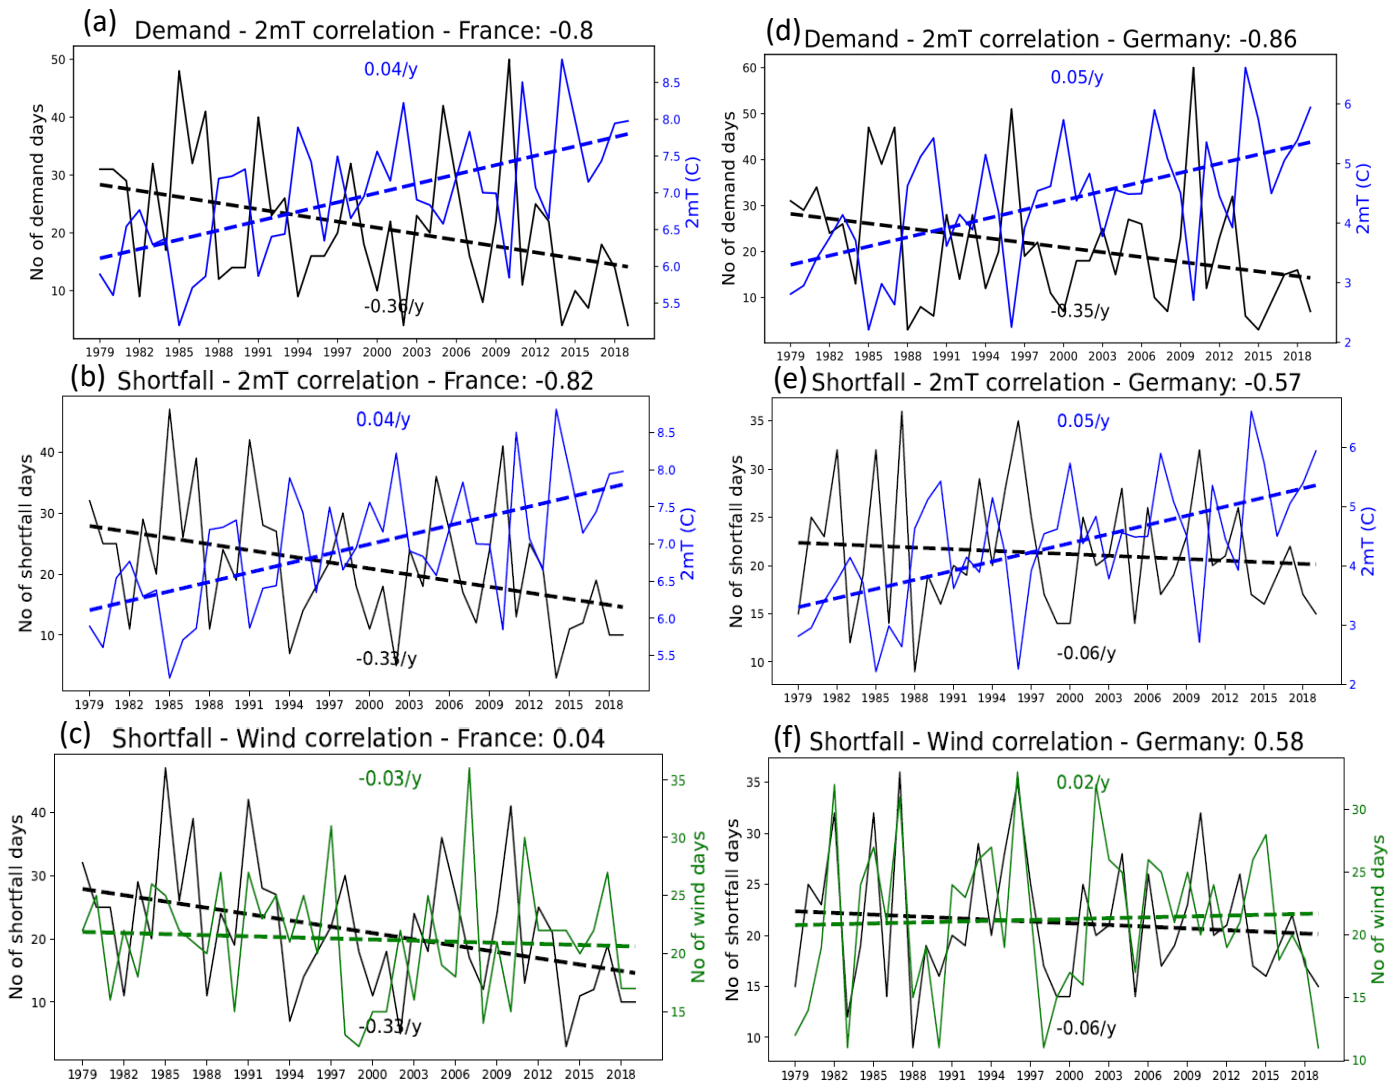 (a)
Demand - 2mT correlation - France: -0.8
0.04/y
-0.36/y
No of demand days
50
40
30
20
10
8.5
8.0
7.5
7.0
6.5
6.0
5.5
2mT (C)
1979 1982 1985 1988 1991 1994 1997 2000 2003 2006 2009 2012 2015 2018
(d)
Demand - 2mT correlation - Germany: -0.86
0.05/y
-0.35/y
No of demand days
60
50
40
30
20
10
6
5
4
3
2
2mT (C)
1979 1982 1985 1988 1991 1994 1997 2000 2003 2006 2009 2012 2015 2018
(b)
Shortfall - 2mT correlation - France: -0.82
0.04/y
-0.33/y
No of shortfall days
40
30
20
10
8.5
8.0
7.5
7.0
6.5
6.0
5.5
2mT (C)
1979 1982 1985 1988 1991 1994 1997 2000 2003 2006 2009 2012 2015 2018
(e)
Shortfall - 2mT correlation - Germany: -0.57
0.05/y
-0.06/y
No of shortfall days
35
30
25
20
15
10
6
5
4
3
2
2mT (C)
1979 1982 1985 1988 1991 1994 1997 2000 2003 2006 2009 2012 2015 2018
(c)
Shortfall - Wind correlation - France: 0.04
-0.03/y
-0.33/y
No of shortfall days
40
30
20
10
35
30
25
20
15
No of wind days
1979 1982 1985 1988 1991 1994 1997 2000 2003 2006 2009 2012 2015 2018
(f)
Shortfall - Wind correlation - Germany: 0.58
0.02/y
-0.06/y
No of shortfall days
35
30
25
20
15
10
30
25
20
15
10
No of wind days
1979 1982 1985 1988 1991 1994 1997 2000 2003 2006 2009 2012 2015 2018